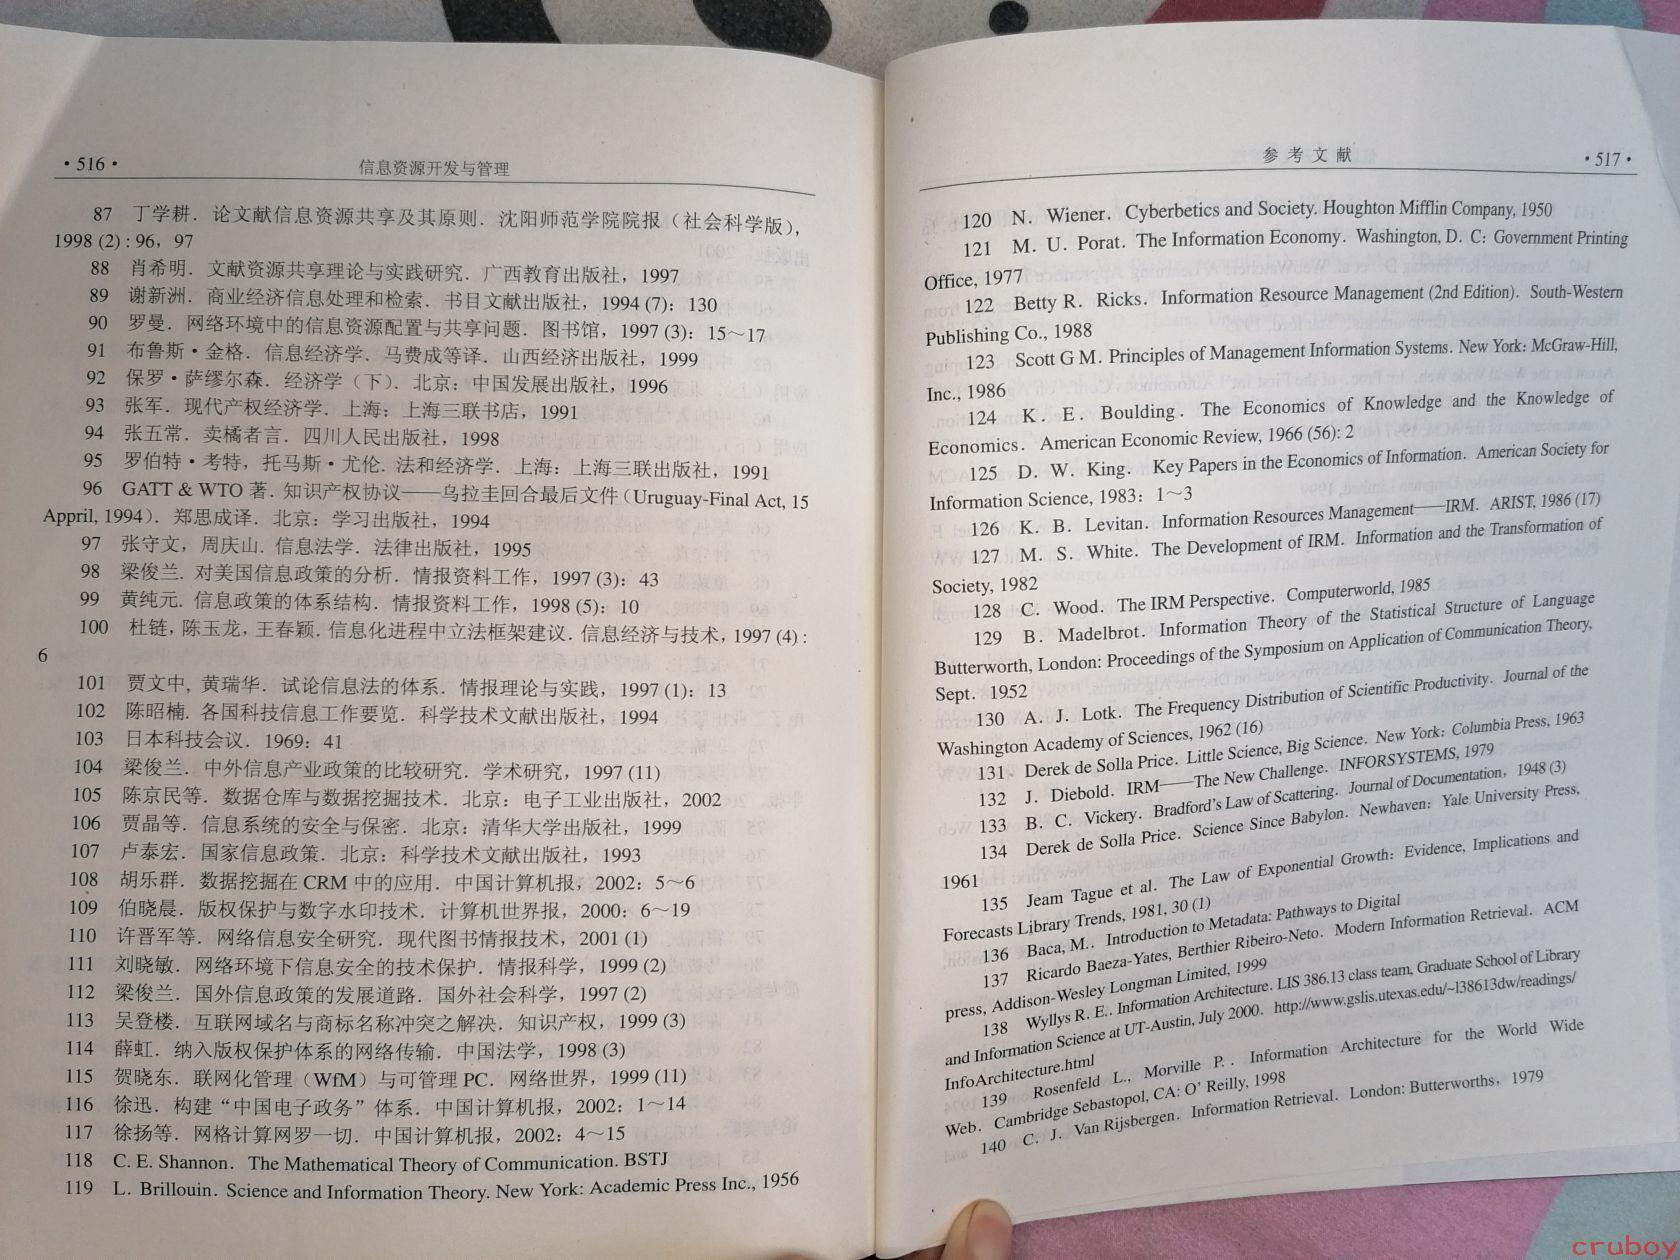 ·516·
信息资源开发与管理
87 丁学耕．论文献信息资源共享及其原则．沈阳师范学院院报（社会科学版），
1998 (2) : 96，97
88 肖希明．文献资源共享理论与实践研究．广西教育出版社，1997
89 谢新洲．商业经济信息处理和检索．书目文献出版社，1994 (7)：130
90 罗曼．网络环境中的信息资源配置与共享问题．图书馆，1997 (3)：15～17
91 布鲁斯·金格．信息经济学．马费成等译．山西经济出版社，1999
92 保罗·萨缪尔森．经济学（下）．北京：中国发展出版社，1996
93 张军．现代产权经济学．上海：上海三联书店，1991
94 张五常．卖橘者言．四川人民出版社，1998
95 罗伯特·考特，托马斯·尤伦．法和经济学．上海：上海三联出版社，1991
96 GATT & WTO 著．知识产权协议——乌拉圭回合最后文件（Uruguay-Final Act, 15
Appril, 1994）．郑思成译．北京：学习出版社，1994
97 张守文，周庆山．信息法学．法律出版社，1995
98 梁俊兰．对美国信息政策的分析．情报资料工作，1997 (3)：43
99 黄纯元．信息政策的体系结构．情报资料工作，1998 (5)：10
100 杜链，陈玉龙，王春颖．信息化进程中立法框架建议．信息经济与技术，1997 (4) :
6
101 贾文中，黄瑞华．试论信息法的体系．情报理论与实践，1997 (1)：13
102 陈昭楠．各国科技信息工作要览．科学技术文献出版社，1994
103 日本科技会议．1969：41
104 梁俊兰．中外信息产业政策的比较研究．学术研究，1997 (11)
105 陈京民等．数据仓库与数据挖掘技术．北京：电子工业出版社，2002
106 贾晶等．信息系统的安全与保密．北京：清华大学出版社，1999
107 卢泰宏．国家信息政策．北京：科学技术文献出版社，1993
108 胡乐群．数据挖掘在 CRM 中的应用．中国计算机报，2002：5～6
109 伯晓晨．版权保护与数字水印技术．计算机世界报，2000：6～19
110 许晋军等．网络信息安全研究．现代图书情报技术，2001 (1)
111 刘晓敏．网络环境下信息安全的技术保护．情报科学，1999 (2)
112 梁俊兰．国外信息政策的发展道路．国外社会科学，1997 (2)
113 吴登楼．互联网域名与商标名称冲突之解决．知识产权，1999 (3)
114 薛虹．纳入版权保护体系的网络传输．中国法学，1998 (3)
115 贺晓东．联网化管理（WfM）与可管理 PC．网络世界，1999 (11)
116 徐迅．构建“中国电子政务”体系．中国计算机报，2002：1～14
117 徐扬等．网格计算网罗一切．中国计算机报，2002：4～15
118 C. E. Shannon．The Mathematical Theory of Communication. BSTJ
119 L．Brillouin．Science and Information Theory. New York: Academic Press Inc., 1956
参考文献
·517·
120 N．Wiener．Cyberbetics and Society. Houghton Mifflin Company, 1950
121 M．U．Porat．The Information Economy．Washington, D．C：Government Printing
Office, 1977
122 Betty R．Ricks．Information Resource Management (2nd Edition)．South-Western
Publishing Co., 1988
123 Scott G M．Principles of Management Information Systems．New York: McGraw-Hill,
Inc., 1986
124 K．E．Boulding．The Economics of Knowledge and the Knowledge of
Economics．American Economic Review, 1966 (56): 2
125 D．W．King．Key Papers in the Economics of Information．American Society for
Information Science, 1983：1～3
126 K．B．Levitan．Information Resources Management——IRM．ARIST, 1986 (17)
127 M．S．White．The Development of IRM．Information and the Transformation of
Society, 1982
128 C．Wood．The IRM Perspective．Computerworld, 1985
129 B．Madelbrot．Information Theory of the Statistical Structure of Language
Butterworth, London: Proceedings of the Symposium on Application of Communication Theory,
Sept．1952
130 A．J．Lotk．The Frequency Distribution of Scientific Productivity．Journal of the
Washington Academy of Sciences, 1962 (16)
131 Derek de Solla Price．Little Science, Big Science．New York: Columbia Press, 1963
132 J．Diebold．IRM——The New Challenge．INFORSYSTEMS, 1979
133 B．C．Vickery．Bradford's Law of Scattering．Journal of Documentation，1948 (3)
134 Derek de Solla Price．Science Since Babylon．Newhaven：Yale University Press,
1961
135 Jeam Tague et al．The Law of Exponential Growth：Evidence, Implications and
Forecasts Library Trends, 1981, 30 (1)
136 Baca, M.．Introduction to Metadata: Pathways to Digital
137 Ricardo Baeza-Yates, Berthier Ribeiro-Neto．Modern Information Retrieval．ACM
press, Addison-Wesley Longman Limited, 1999
138 Wyllys R. E.．Information Architecture. LIS 386.13 class team, Graduate School of Library
and Information Science at UT-Austin, July 2000．http://www.gslis.utexas.edu/~l38613dw/readings/
InfoArchitecture.html
139 Rosenfeld L., Morville P.．Information Architecture for the World Wide
Web．Cambridge Sebastopol, CA: O' Reilly, 1998
140 C．J．Van Rijsbergen．Information Retrieval．London: Butterworths，1979
cruboy